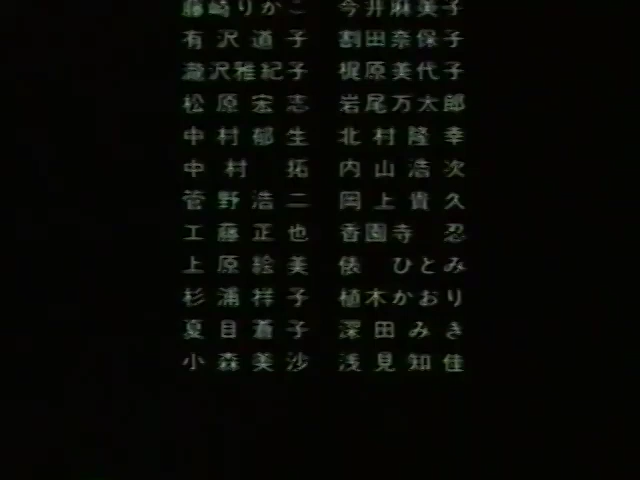 藤崎りかこ 今井麻美子
有沢道子 割田奈保子
瀧沢雅紀子 梶原美代子
松原宏志 岩尾万太郎
中村郁生 北村隆幸
中村 拓 内山浩次
菅野浩二 岡上貴久
工藤正也 香園寺 忍
上原絵美 俵 ひとみ
杉浦祥子 植木かおり
夏目蒼子 深田みき
小森美沙 浅見知佳